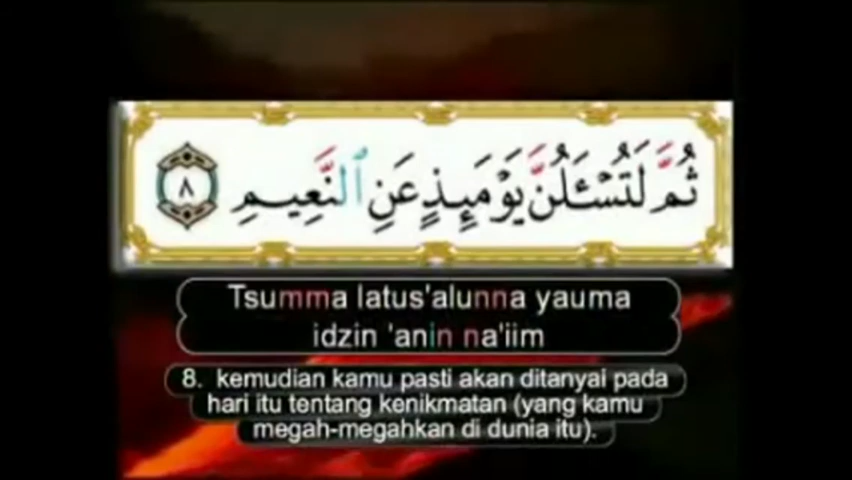 ثُمَّ لَتُسْـَٔلُنَّ يَوْمَئِذٍ عَنِ ٱلنَّعِيمِ ٨
Tsumma latus'alunna yauma
idzin 'anin na'iim
8. kemudian kamu pasti akan ditanyai pada
hari itu tentang kenikmatan (yang kamu
megah-megahkan di dunia itu).